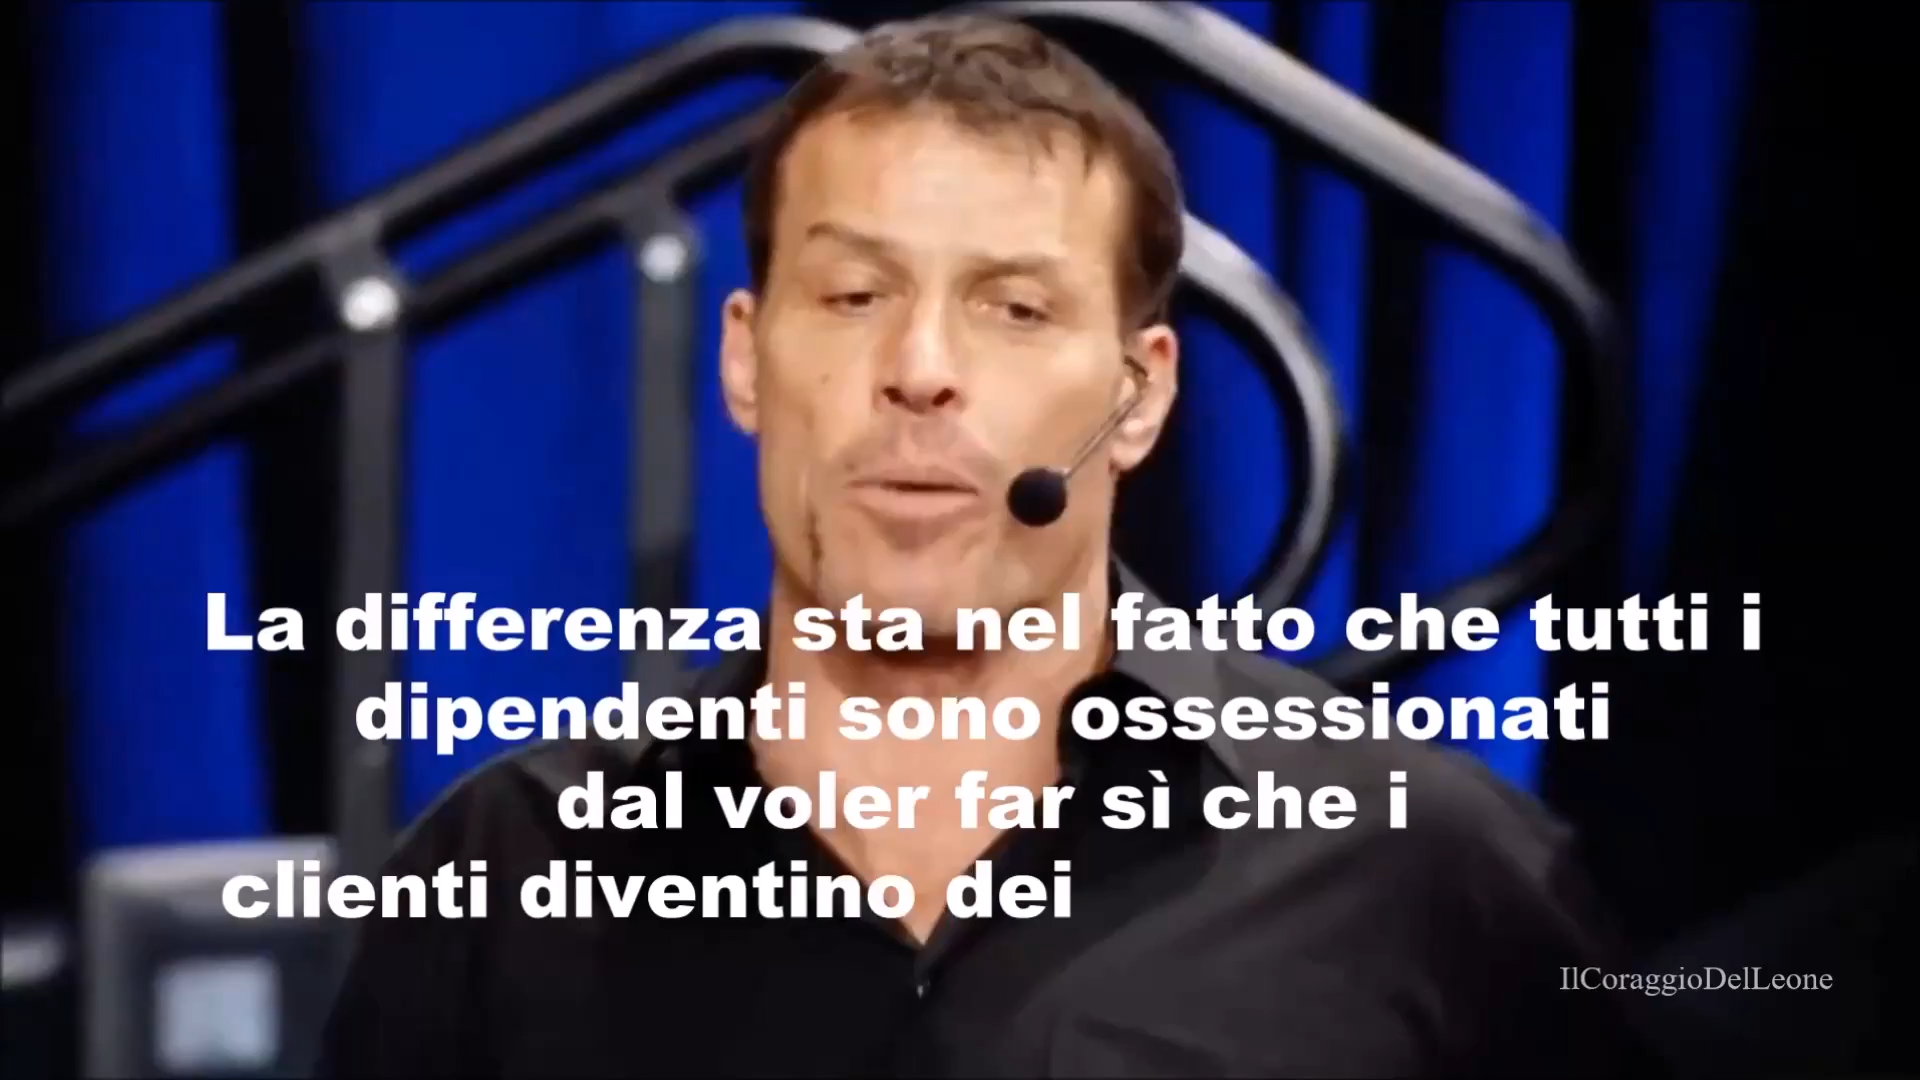 La differenza sta nel fatto che tutti i
dipendenti sono ossessionati
dal voler far sì che i
clienti diventino dei
IlCoraggioDelLeone